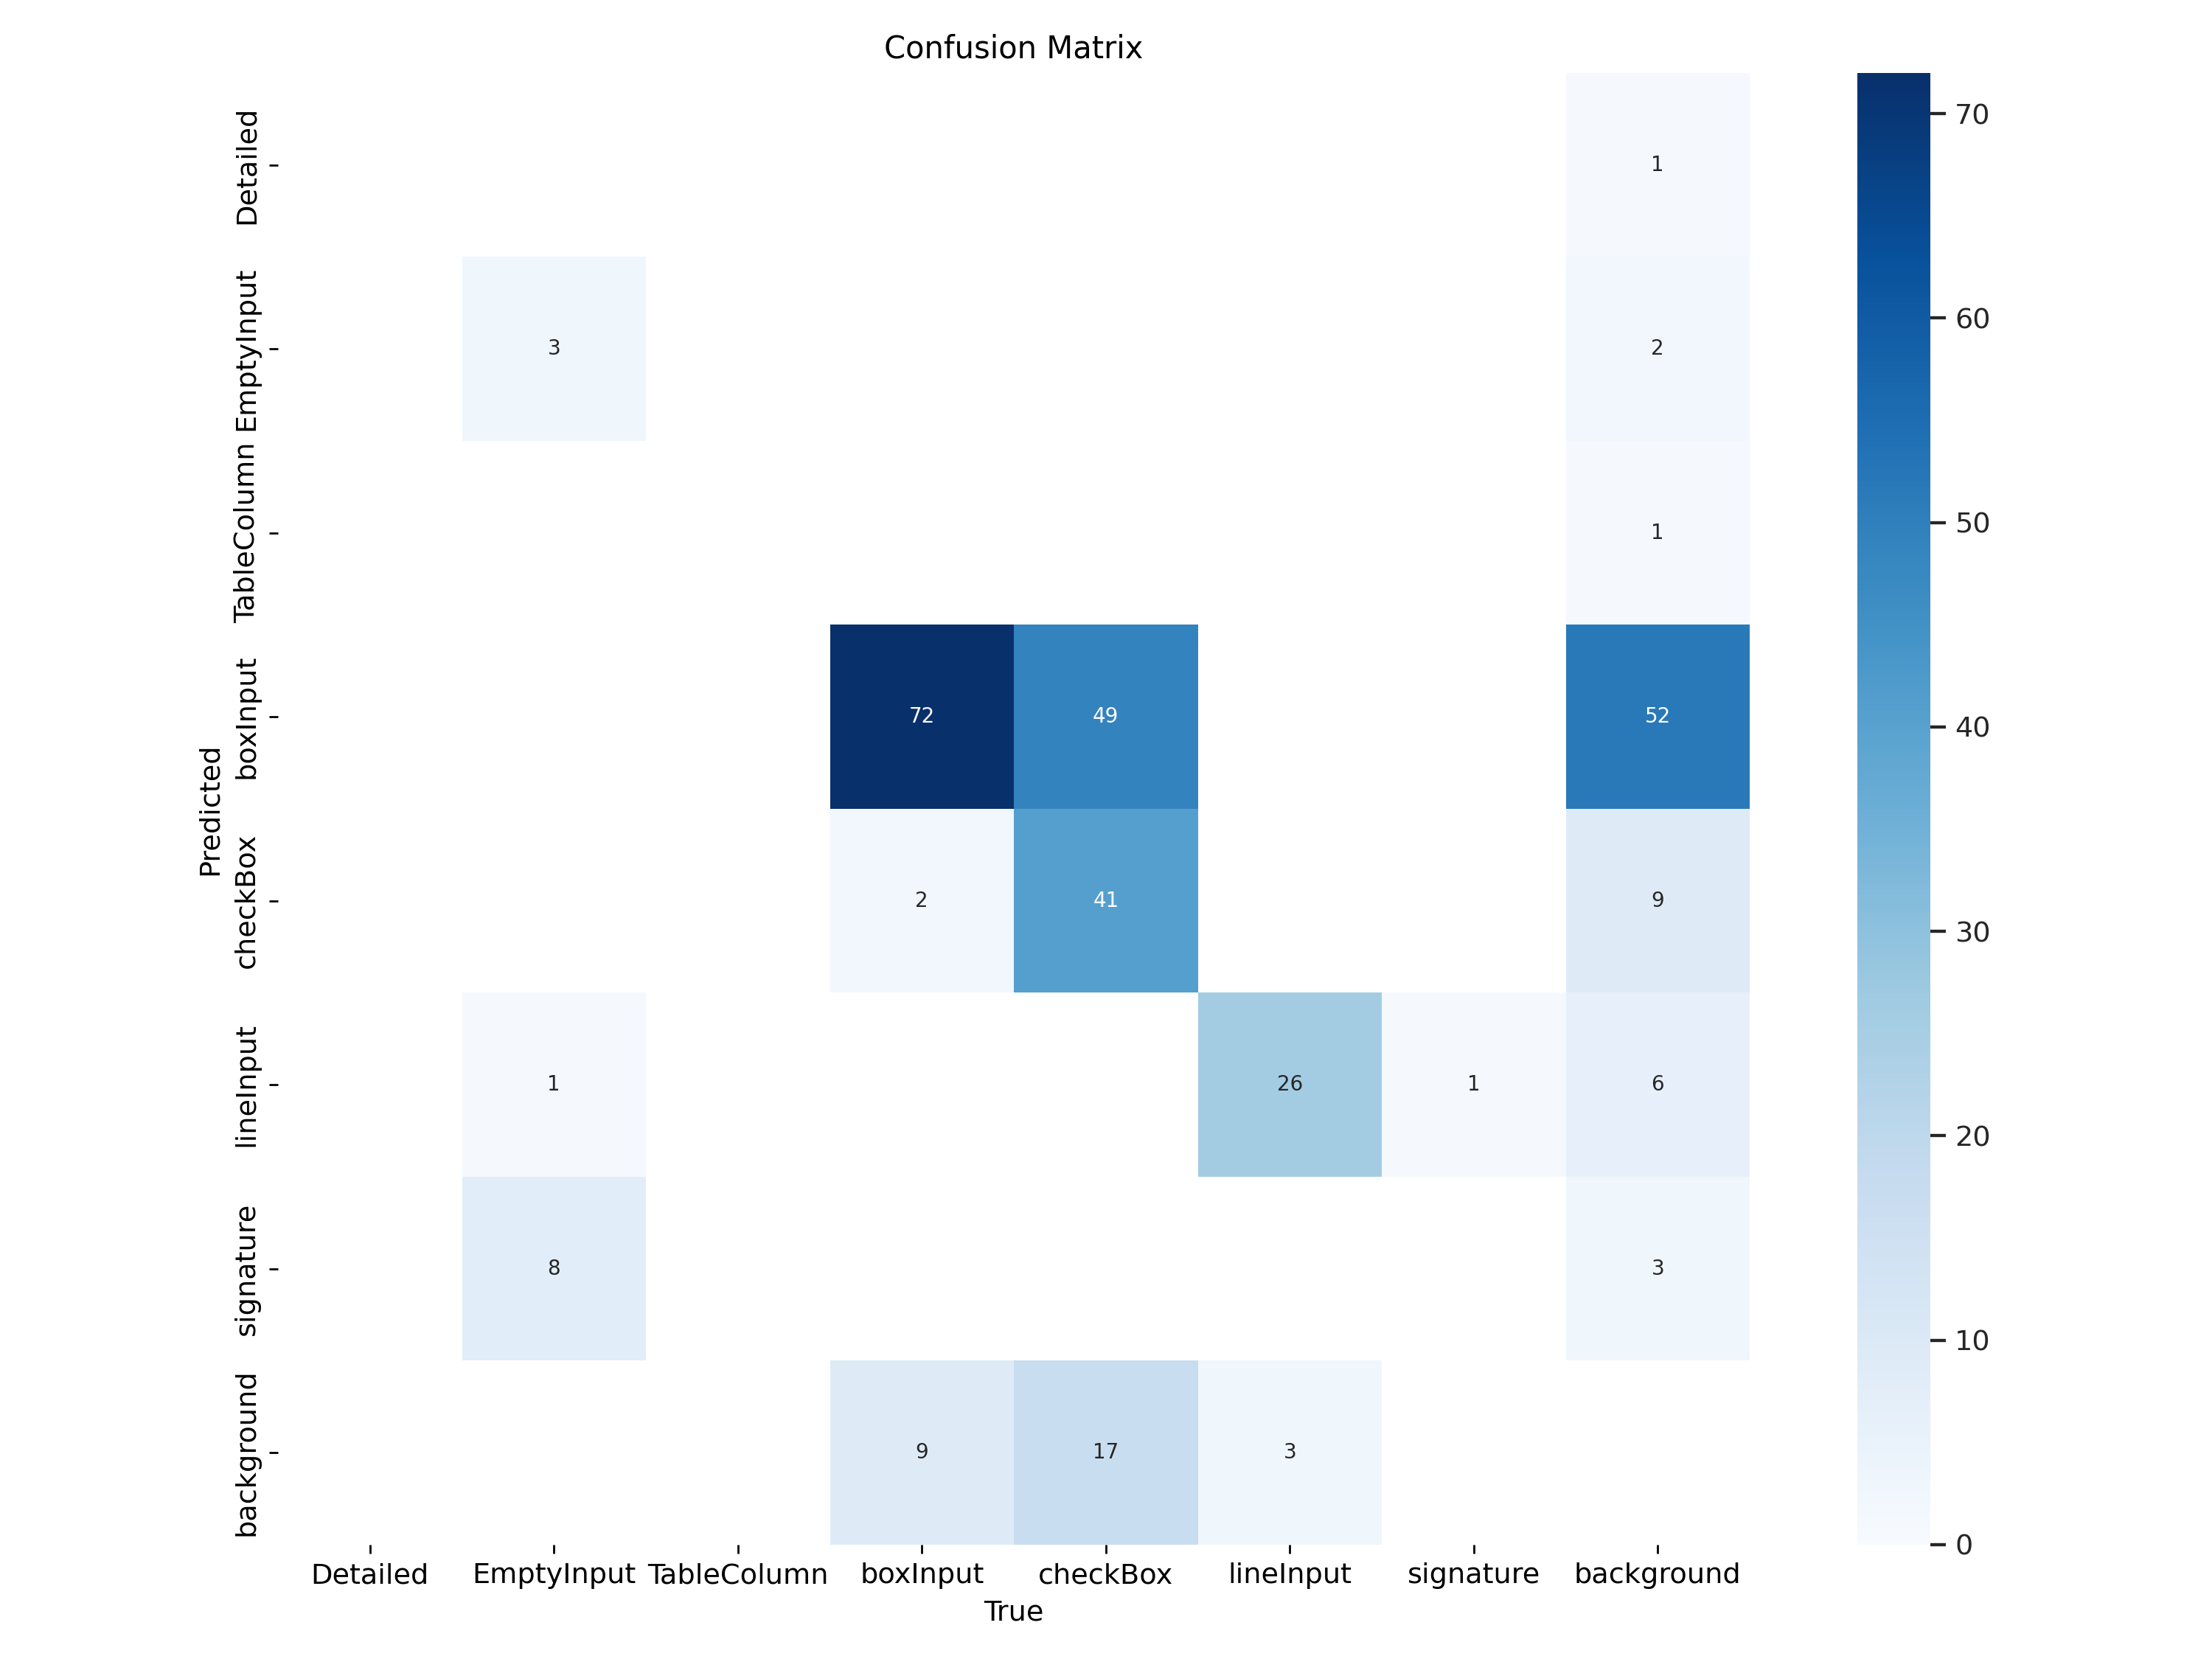 Confusion Matrix
Detailed
1
70
60
EmptyInput
3
2
TableColumn
1
50
boxInput
72
49
52
40
Predicted
checkBox
2
41
9
30
lineInput
1
26
1
6
20
signature
8
3
10
background
9
17
3
0
Detailed EmptyInput TableColumn boxInput checkBox lineInput signature background
True